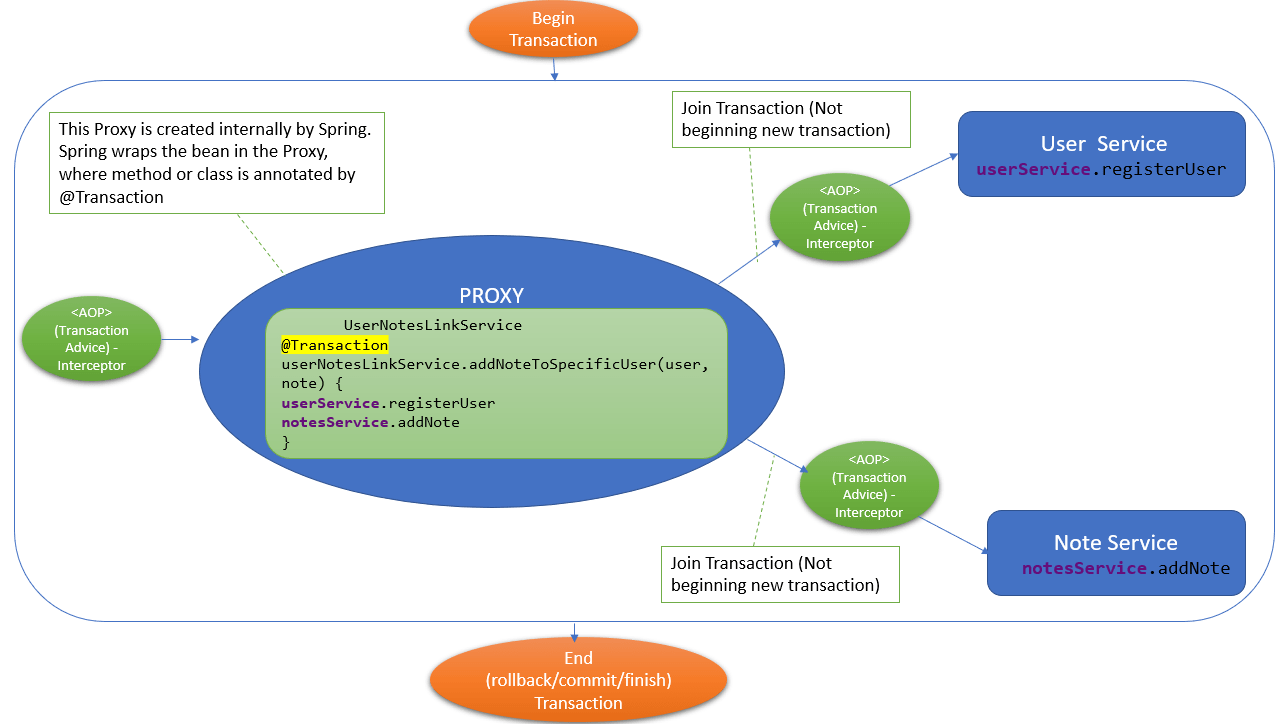 Begin
Transaction
This Proxy is created internally by Spring.
Spring wraps the bean in the Proxy,
where method or class is annotated by
@Transaction
Join Transaction (Not
beginning new transaction)
User  Service
userService.registerUser
<AOP>
(Transaction
Advice) -
Interceptor
PROXY
<AOP>
(Transaction
Advice) -
Interceptor
UserNotesLinkService
@Transaction
userNotesLinkService.addNoteToSpecificUser(user,
note) {
userService.registerUser
notesService.addNote
}
<AOP>
(Transaction
Advice) -
Interceptor
Note Service
notesService.addNote
Join Transaction (Not
beginning new transaction)
End
(rollback/commit/finish)
Transaction